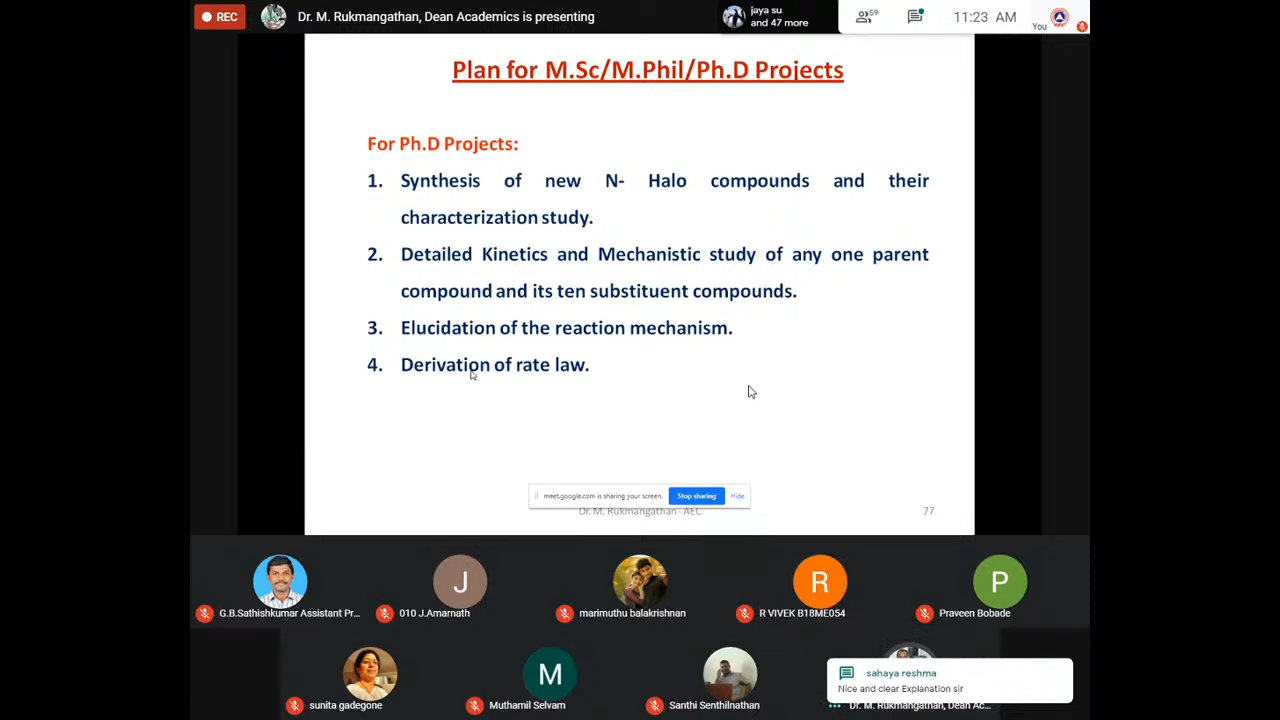 REC
Dr. M. Rukmangathan, Dean Academics is presenting
jaya su
and 47 more
59
11:23 AM
You
Plan for M.Sc/M.Phil/Ph.D Projects
For Ph.D Projects:
1. Synthesis of new N- Halo compounds and their
characterization study.
2. Detailed Kinetics and Mechanistic study of any one parent
compound and its ten substituent compounds.
3. Elucidation of the reaction mechanism.
4. Derivation of rate law.
meet.google.com is sharing your screen.
Stop sharing
Hide
Dr. M. Rukmangathan - AEC
77
J
R
P
G.B.Sathishkumar Assistant Pr...
010 J.Amarnath
marimuthu balakrishnan
R VIVEK B18ME054
Praveen Bobade
M
sahaya reshma
Nice and clear Explanation sir
sunita gadegone
Muthamil Selvam
Santhi Senthilnathan
Dr. M. Rukmangathan, Dean Ac...